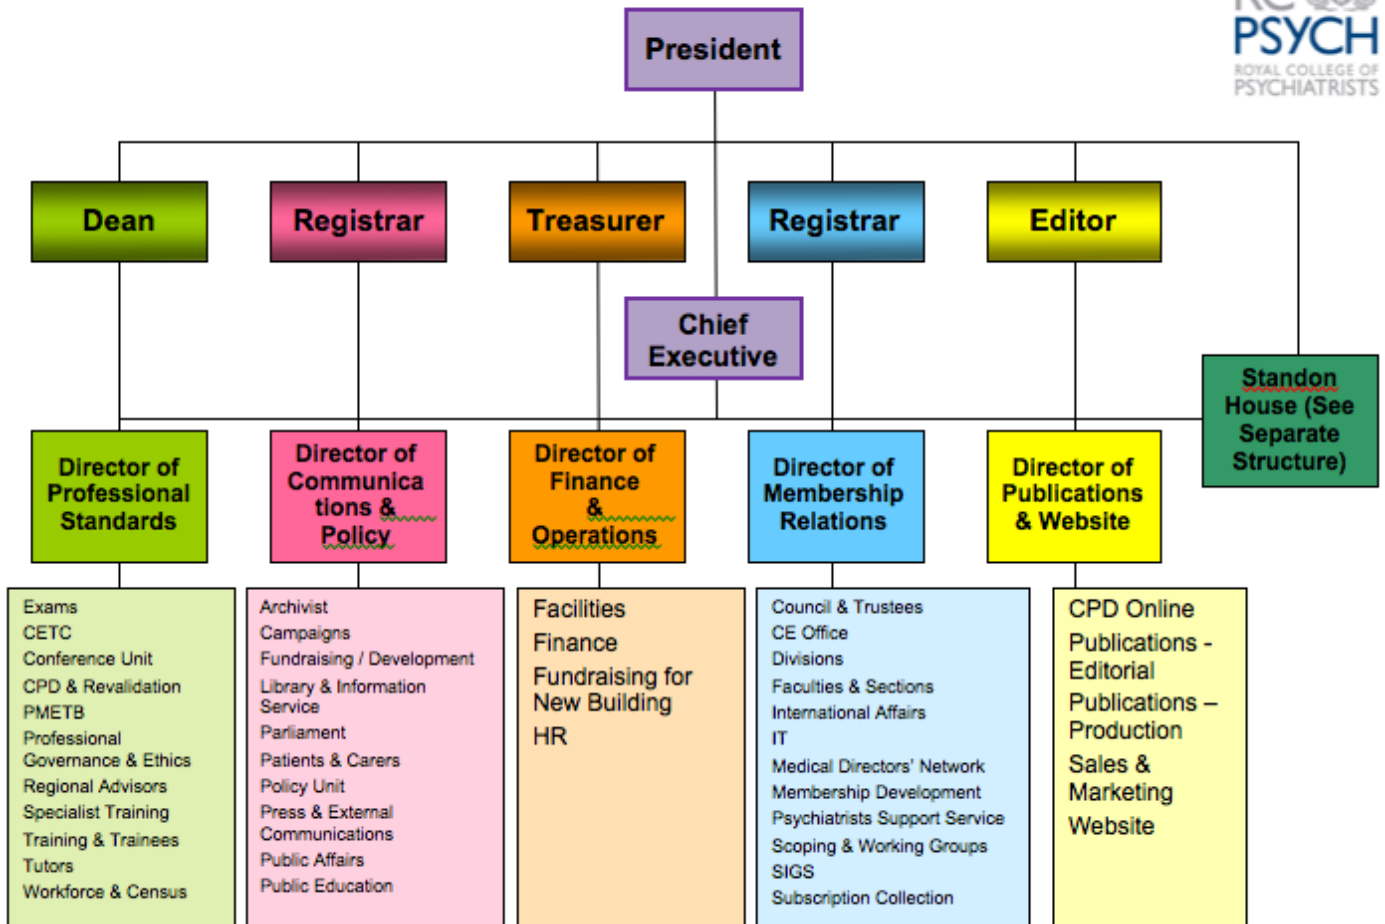 RC
PSYCH
ROYAL COLLEGE OF
PSYCHIATRISTS
President
Dean
Registrar
Treasurer
Registrar
Editor
Chief
Executive
Standon
House (See
Separate
Structure)
Director of
Professional
Standards
Director of
Communica
tions &
Policy
Director of
Finance
&
Operations
Director of
Membership
Relations
Director of
Publications
& Website
Exams
CETC
Conference Unit
CPD & Revalidation
PMETB
Professional
Governance & Ethics
Regional Advisors
Specialist Training
Training & Trainees
Tutors
Workforce & Census
Archivist
Campaigns
Fundraising / Development
Library & Information
Service
Parliament
Patients & Carers
Policy Unit
Press & External
Communications
Public Affairs
Public Education
Facilities
Finance
Fundraising for
New Building
HR
Council & Trustees
CE Office
Divisions
Faculties & Sections
International Affairs
IT
Medical Directors' Network
Membership Development
Psychiatrists Support Service
Scoping & Working Groups
SIGS
Subscription Collection
CPD Online
Publications -
Editorial
Publications –
Production
Sales &
Marketing
Website